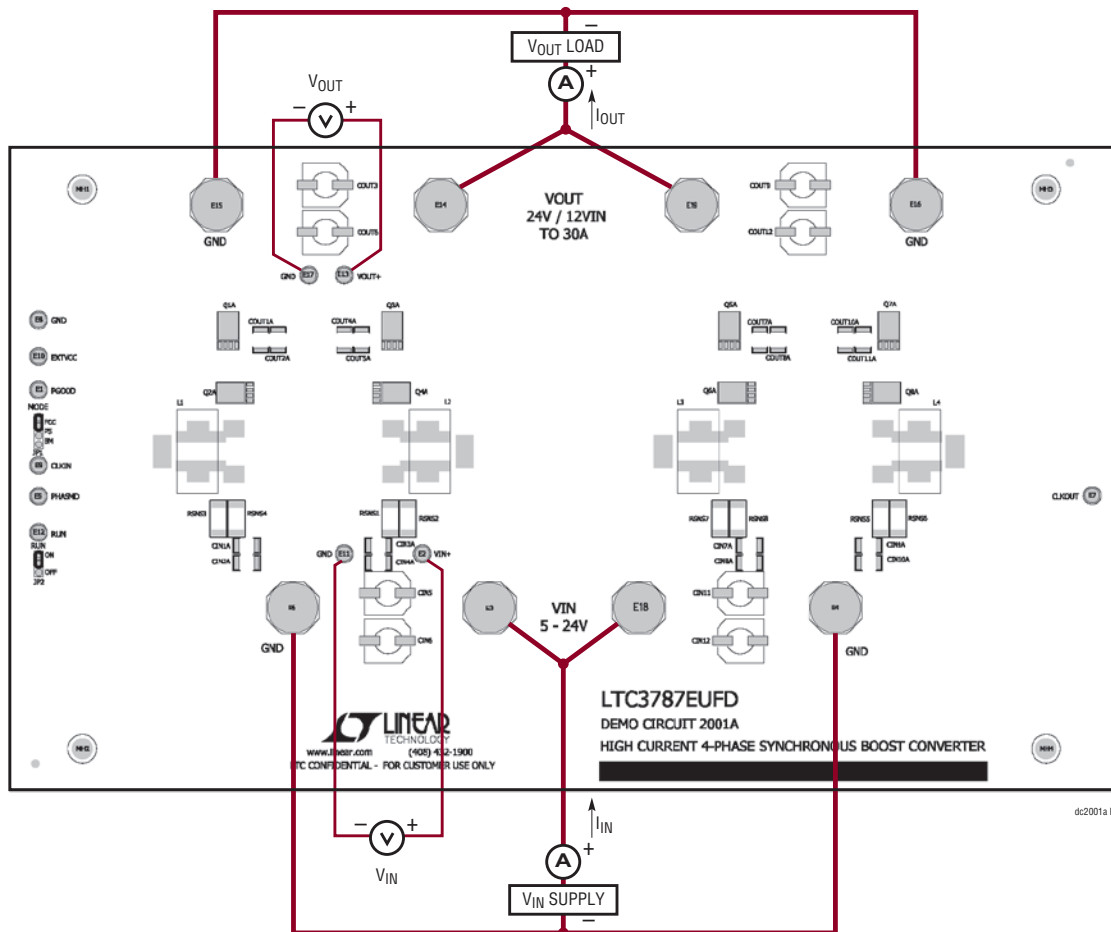 −
VOUT LOAD
+
A
IOUT
VOUT
− V +
MH1
E15
GND
COUT3
COUT6
E14
VOUT
24V / 12VIN
TO 30A
COUT9
COUT12
E16
GND
MH3
GND E17
E13 VOUT+
E8 GND
E10 EXTVCC
E1 PGOOD
MODE
FCC
PS
BM
E9 CLKIN
E5 PHASMD
E12 RUN
RUN
ON
OFF
JP2
Q1A
COUT1A
COUT2A
COUT4A
COUT5A
Q3A
Q2A
Q4A
L1
L2
RSNS3
RSNS4
RSNS1
RSNS2
CIN1A
CIN2A
CIN3A
CIN4A
GND E11
E2 VIN+
CIN5
CIN6
Q5A
COUT7A
COUT8A
COUT10A
COUT11A
Q7A
Q6A
Q8A
L3
L4
RSNS7
RSNS8
RSNS5
RSNS6
CIN7A
CIN10A
CIN11
CIN12
CLKOUT E7
GND
VIN
5 - 24V
E18
GND
LTC3787EUFD
DEMO CIRCUIT 2001A
HIGH CURRENT 4-PHASE SYNCHRONOUS BOOST CONVERTER
LINEAR
TECHNOLOGY
www.linear.com (408) 432-1900
LTC CONFIDENTIAL - FOR CUSTOMER USE ONLY
MH2
MH4
dc2001a
− V +
VIN
IIN
+
A
VIN SUPPLY
−